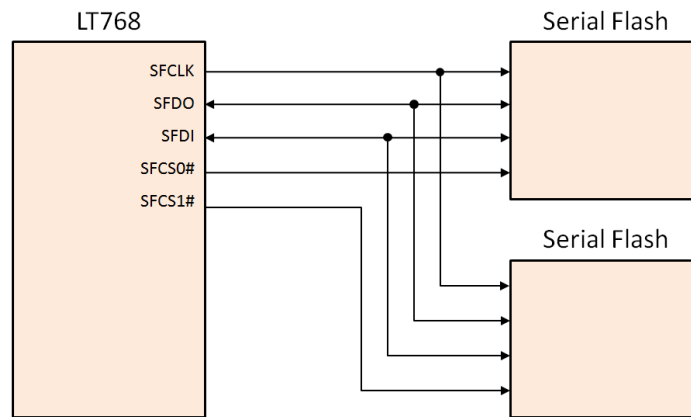 LT768
Serial Flash
SFCLK
SFDO
SFDI
SFCS0#
SFCS1#
Serial Flash